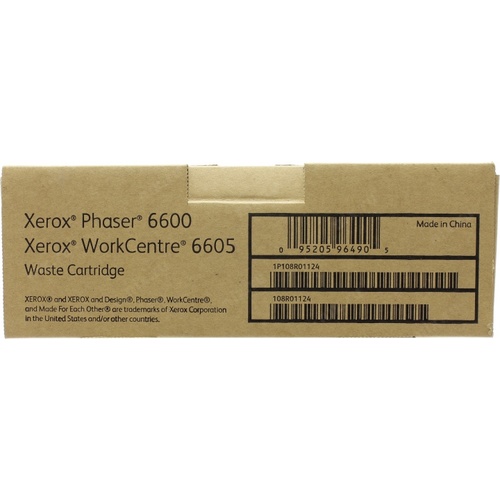 Xerox® Phaser® 6600
Xerox® WorkCentre® 6605
Waste Cartridge
XEROX® and XEROX and Design®, Phaser®, WorkCentre®,
and Made For Each Other® are trademarks of Xerox Corporation
in the United States and/or other countries.
Made in China
0 95205 96490 5
1P108R01124
108R01124